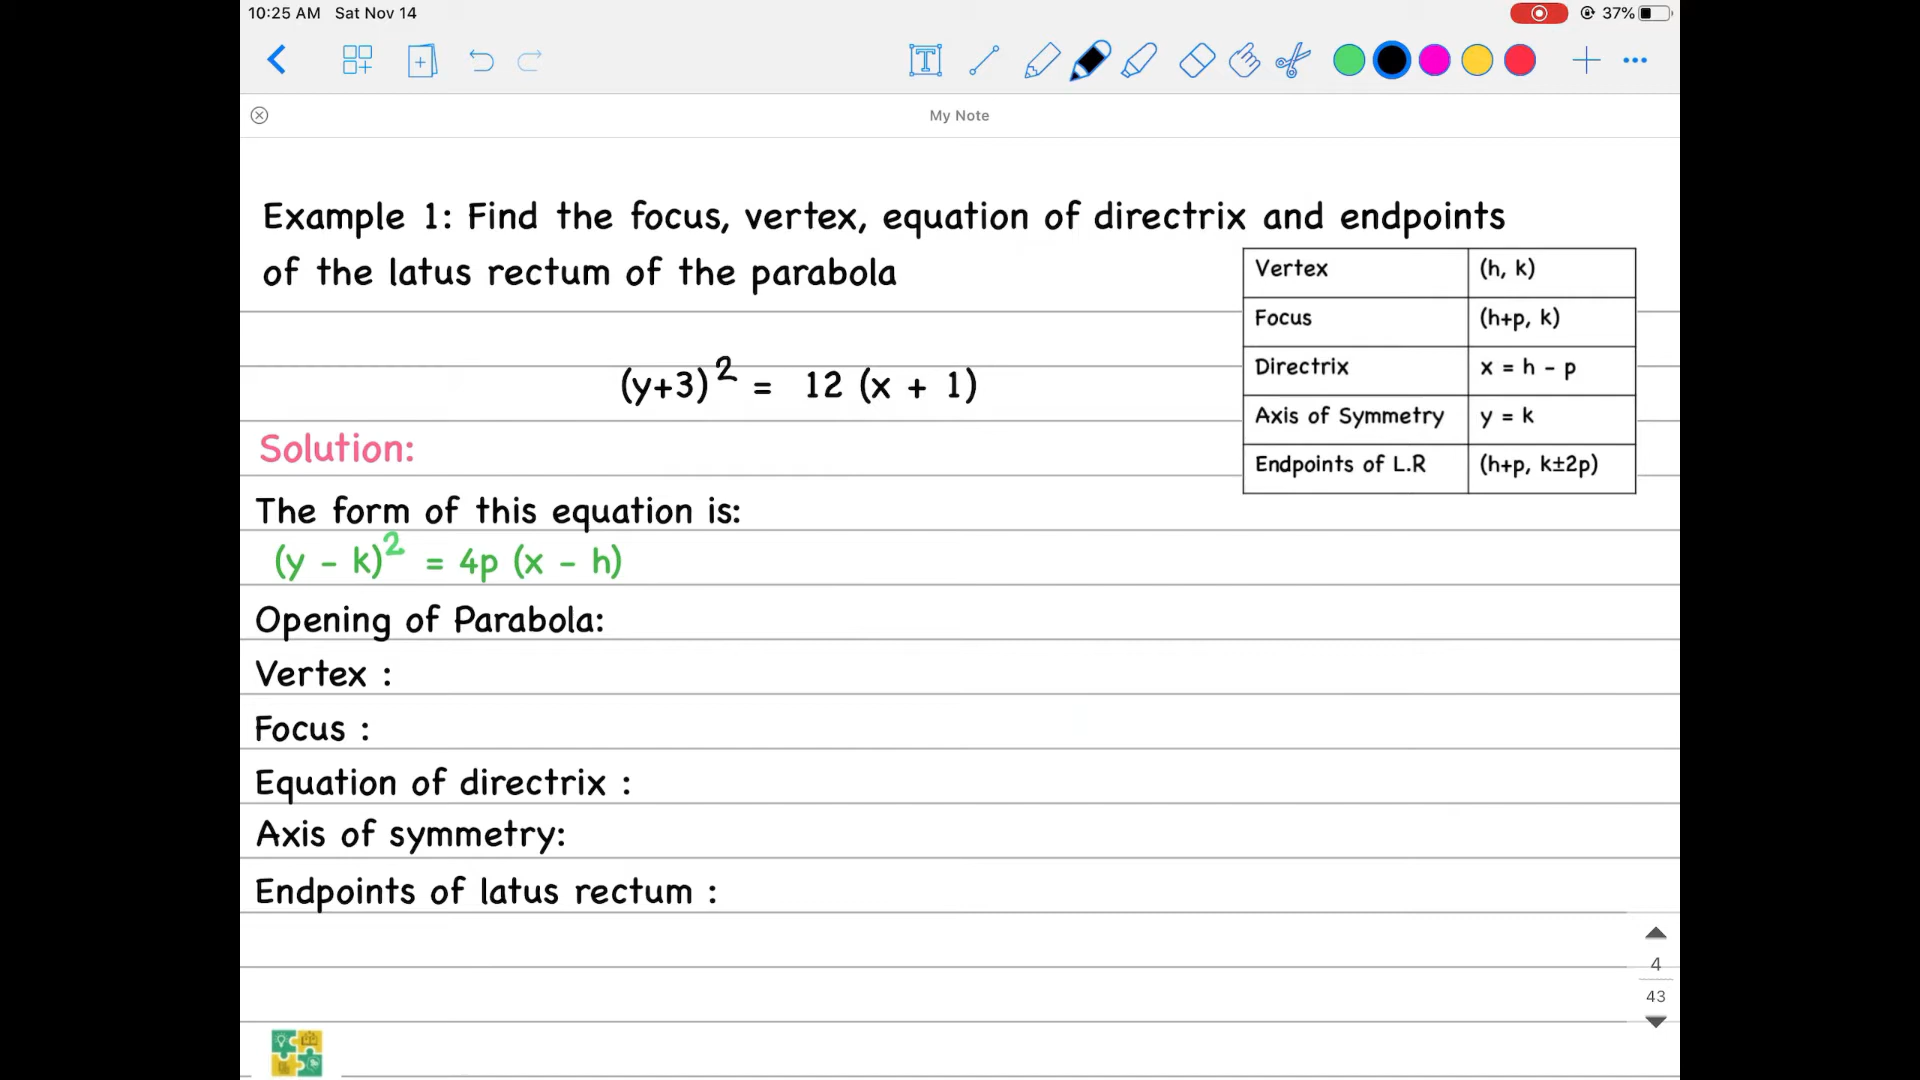 10:25 AM Sat Nov 14
37%
My Note
Example 1: Find the focus, vertex, equation of directrix and endpoints
of the latus rectum of the parabola
Vertex (h, k)
Focus (h+p, k)
Directrix x = h - p
Axis of Symmetry y = k
Endpoints of L.R (h+p, k±2p)
(y+3)² = 12 (x + 1)
Solution:
The form of this equation is:
(y - k)² = 4p (x - h)
Opening of Parabola:
Vertex :
Focus :
Equation of directrix :
Axis of symmetry:
Endpoints of latus rectum :
4
43